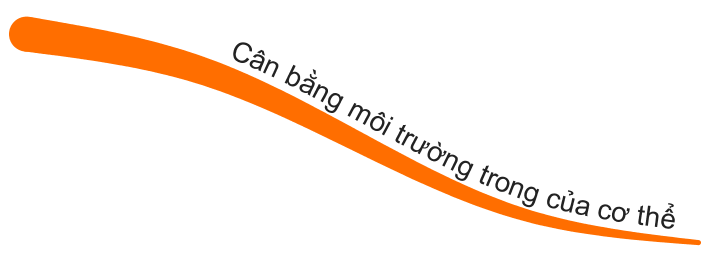 Cân bằng môi trường trong của cơ thể